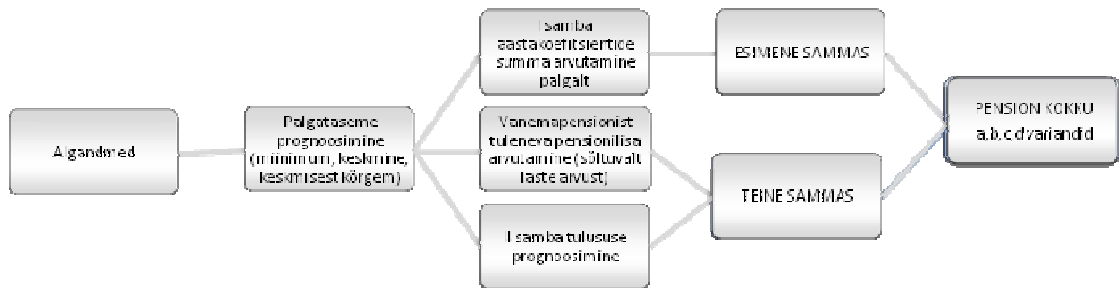 Algandmed
Palgataseme
prognoosimine
(miinimum, keskmine,
keskmisest kõrgem)
I samba
aastakoefitsientide
summa arvutamine
palgalt
Vanemapensionist
tuleneva pensionilisa
arvutamine (sõltuvalt
laste arvust)
II samba tulususe
prognoosimine
ESIMENE SAMMAS
TEINE SAMMAS
PENSION KOKKU
a,b,c,d variandid